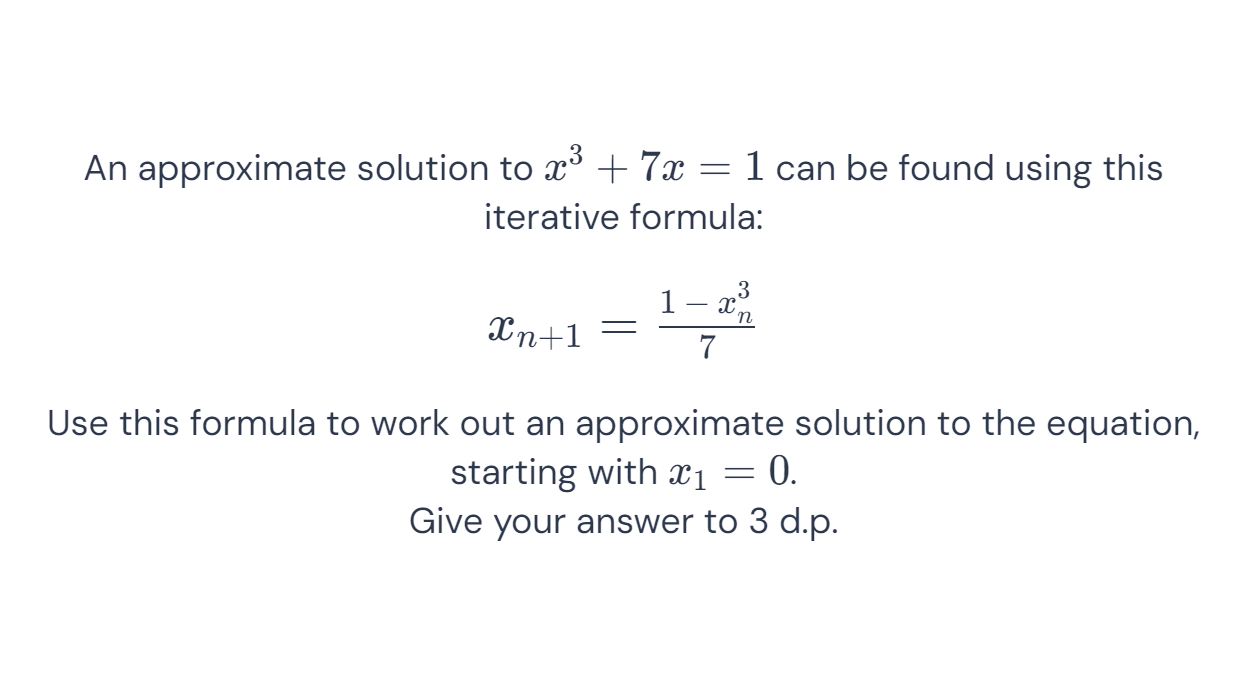 An approximate solution to $x^3 + 7x = 1$ can be found using this
iterative formula:
$x_{n+1} = \frac{1 - x_n^3}{7}$
Use this formula to work out an approximate solution to the equation,
starting with $x_1 = 0$.
Give your answer to 3 d.p.